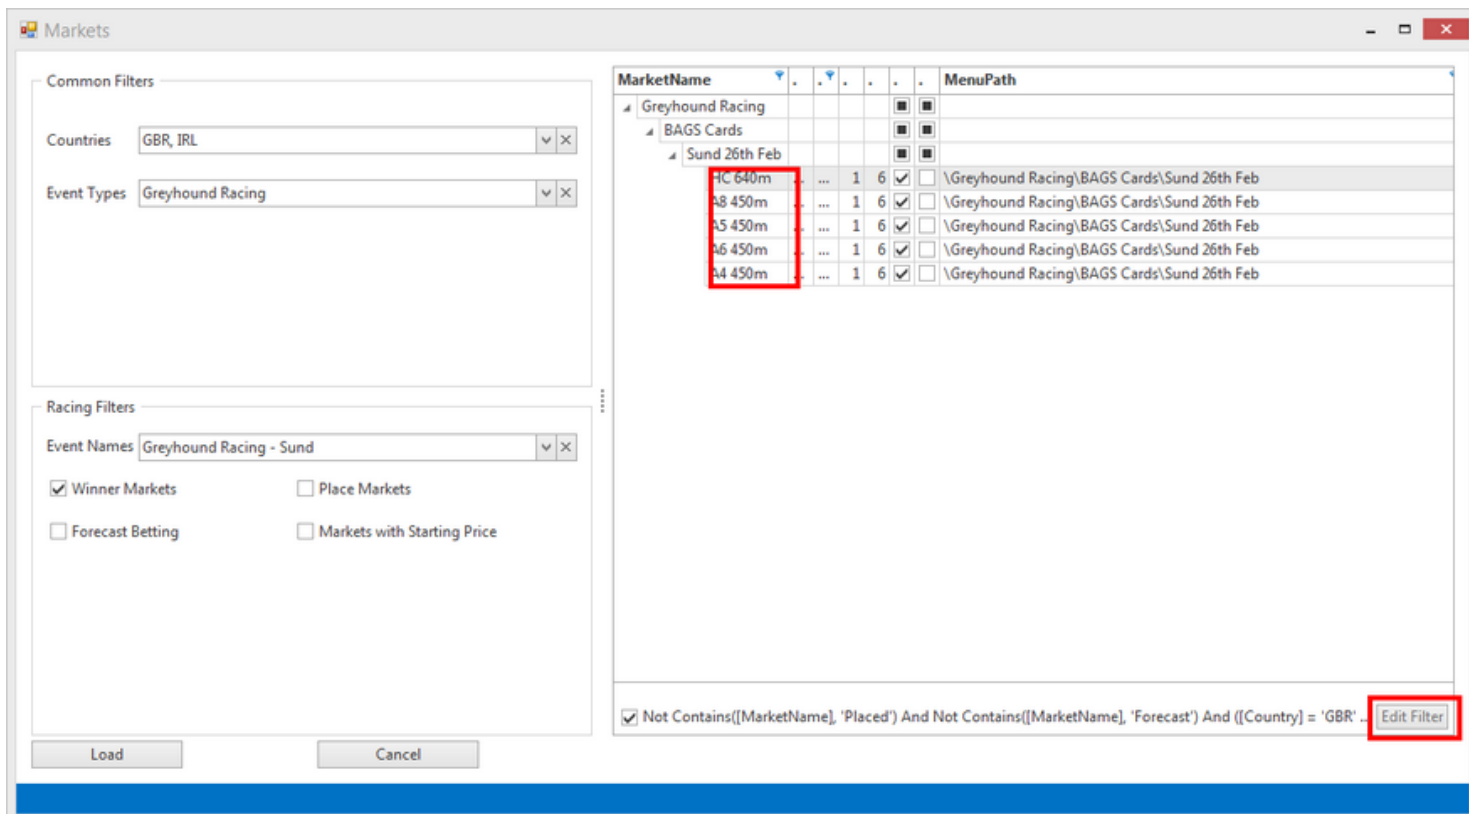 Markets
Common Filters
Countries GBR, IRL
Event Types Greyhound Racing
Racing Filters
Event Names Greyhound Racing - Sund
Winner Markets Place Markets
Forecast Betting Markets with Starting Price
Load Cancel
MarketName . . . . . . MenuPath
Greyhound Racing
BAGS Cards
Sund 26th Feb
HC 640m .. ... 1 6 \Greyhound Racing\BAGS Cards\Sund 26th Feb
A8 450m .. ... 1 6 \Greyhound Racing\BAGS Cards\Sund 26th Feb
A5 450m .. ... 1 6 \Greyhound Racing\BAGS Cards\Sund 26th Feb
A6 450m .. ... 1 6 \Greyhound Racing\BAGS Cards\Sund 26th Feb
A4 450m .. ... 1 6 \Greyhound Racing\BAGS Cards\Sund 26th Feb
Not Contains([MarketName], 'Placed') And Not Contains([MarketName], 'Forecast') And ([Country] = 'GBR' .. Edit Filter